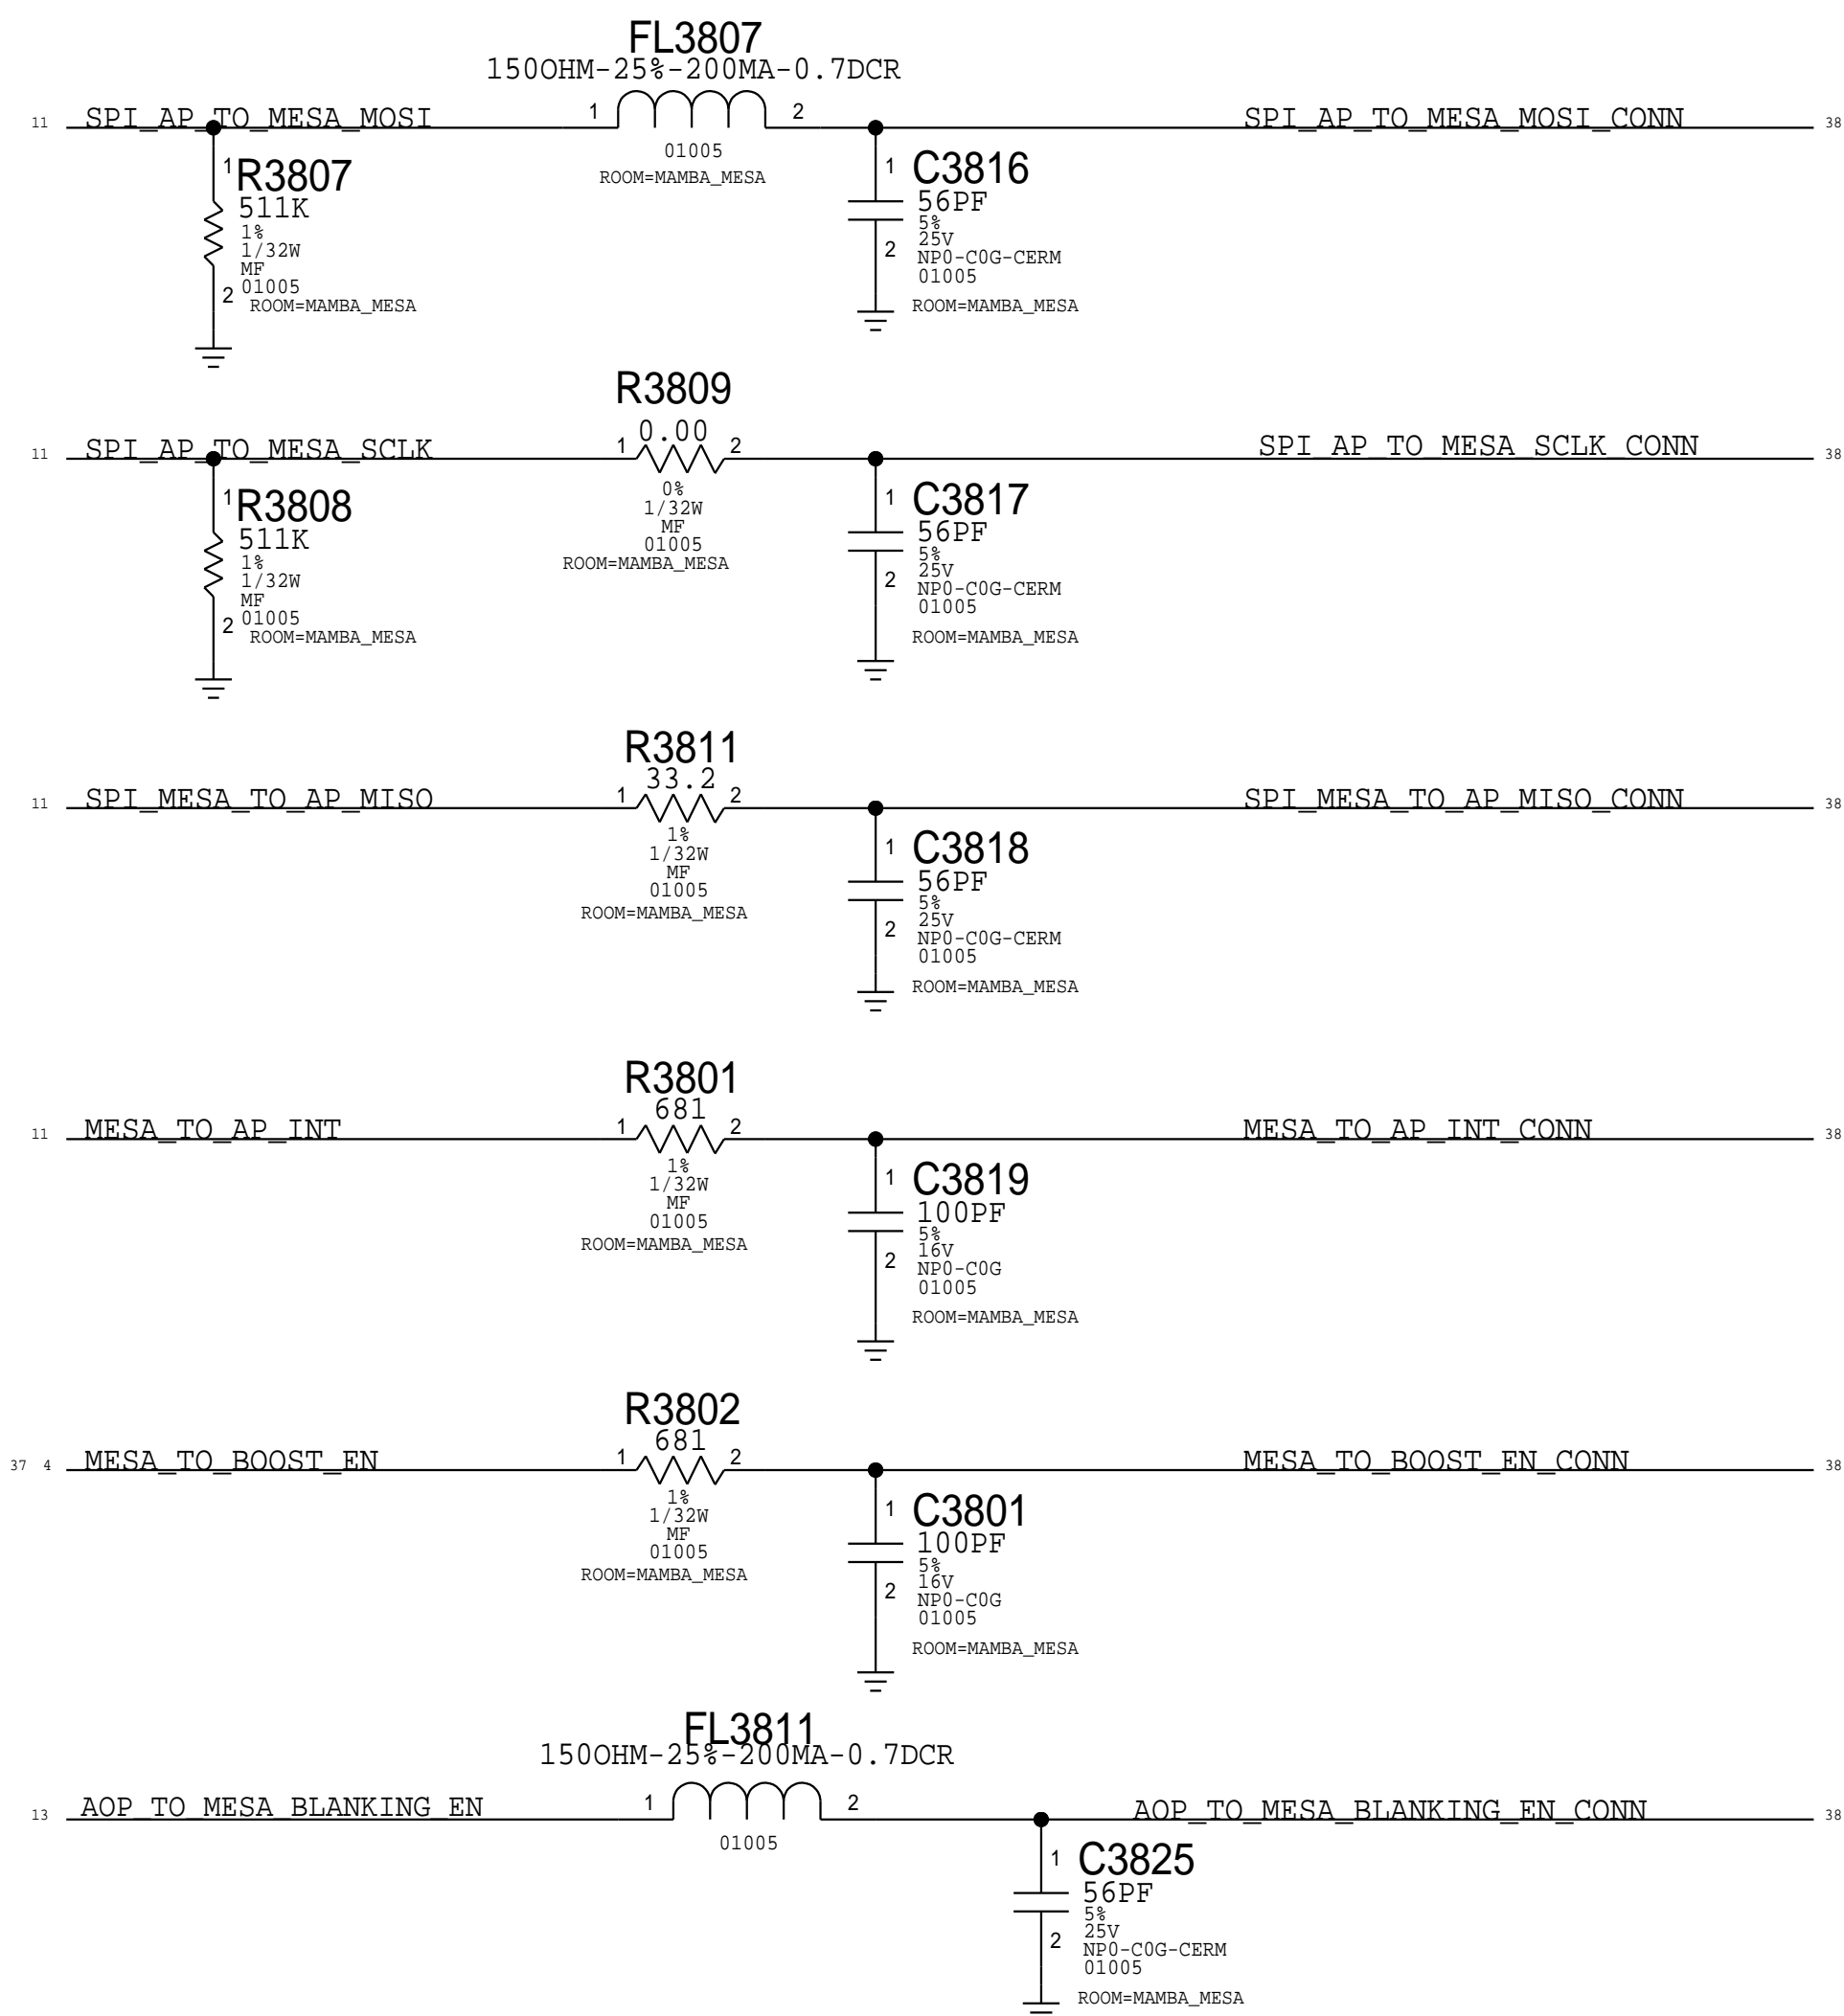 FL3807
150OHM-25%-200MA-0.7DCR
11 SPI_AP_TO_MESA_MOSI 1 2 SPI_AP_TO_MESA_MOSI_CONN 38
01005
ROOM=MAMBA_MESA
1 R3807
511K
1%
1/32W
MF
01005
2
ROOM=MAMBA_MESA
1 C3816
56PF
5%
25V
2 NP0-C0G-CERM
01005
ROOM=MAMBA_MESA
R3809
0.00
11 SPI_AP_TO_MESA_SCLK 1 2 SPI_AP_TO_MESA_SCLK_CONN 38
0%
1/32W
MF
01005
ROOM=MAMBA_MESA
1 R3808
511K
1%
1/32W
MF
01005
2
ROOM=MAMBA_MESA
1 C3817
56PF
5%
25V
2 NP0-C0G-CERM
01005
ROOM=MAMBA_MESA
R3811
33.2
11 SPI_MESA_TO_AP_MISO 1 2 SPI_MESA_TO_AP_MISO_CONN 38
1%
1/32W
MF
01005
ROOM=MAMBA_MESA
1 C3818
56PF
5%
25V
2 NP0-C0G-CERM
01005
ROOM=MAMBA_MESA
R3801
681
11 MESA_TO_AP_INT 1 2 MESA_TO_AP_INT_CONN 38
1%
1/32W
MF
01005
ROOM=MAMBA_MESA
1 C3819
100PF
5%
16V
2 NP0-C0G
01005
ROOM=MAMBA_MESA
R3802
681
37 4 MESA_TO_BOOST_EN 1 2 MESA_TO_BOOST_EN_CONN 38
1%
1/32W
MF
01005
ROOM=MAMBA_MESA
1 C3801
100PF
5%
16V
2 NP0-C0G
01005
ROOM=MAMBA_MESA
FL3811
150OHM-25%-200MA-0.7DCR
13 AOP_TO_MESA_BLANKING_EN 1 2 AOP_TO_MESA_BLANKING_EN_CONN 38
01005
1 C3825
56PF
5%
25V
2 NP0-C0G-CERM
01005
ROOM=MAMBA_MESA